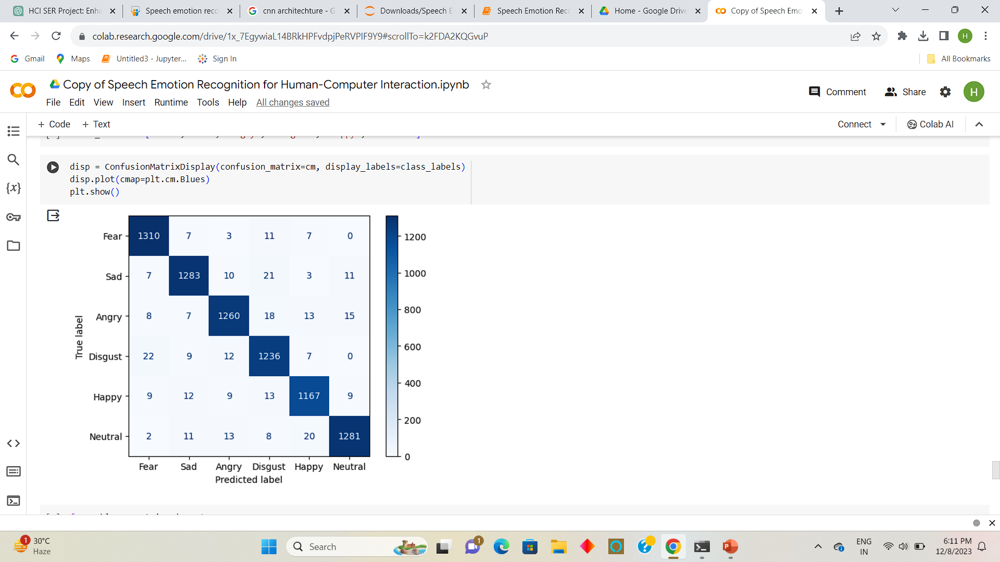 HCI SER Project: Enha
Speech emotion reco
cnn architechture - G
Downloads/Speech E
Speech Emotion Reco
Home - Google Drive
Copy of Speech Emo
colab.research.google.com/drive/1x_7EgywiaL14BRkHPFvdpjPeRVPIF9Y9#scrollTo=k2FDA2KQGvuP
H
Gmail
Maps
Untitled3 - Jupyter...
Sign In
All Bookmarks
Copy of Speech Emotion Recognition for Human-Computer Interaction.ipynb
File Edit View Insert Runtime Tools Help All changes saved
Comment
Share
H
+ Code + Text
Connect
Colab AI
{x}
disp = ConfusionMatrixDisplay(confusion_matrix=cm, display_labels=class_labels)
disp.plot(cmap=plt.cm.Blues)
plt.show()
True label
Fear 1310 7 3 11 7 0
Sad 7 1283 10 21 3 11
Angry 8 7 1260 18 13 15
Disgust 22 9 12 1236 7 0
Happy 9 12 9 13 1167 9
Neutral 2 11 13 8 20 1281
Fear Sad Angry Disgust Happy Neutral
Predicted label
1200
1000
800
600
400
200
0
1
30°C
Haze
Search
1
ENG
IN
6:11 PM
12/8/2023